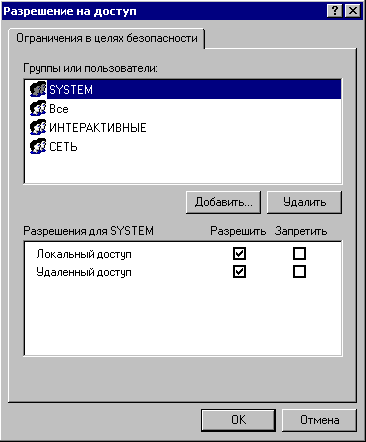 Разрешение на доступ
Ограничения в целях безопасности
Группы или пользователи:
SYSTEM
Все
ИНТЕРАКТИВНЫЕ
СЕТЬ
Добавить... Удалить
Разрешения для SYSTEM Разрешить Запретить
Локальный доступ
Удаленный доступ
OK Отмена